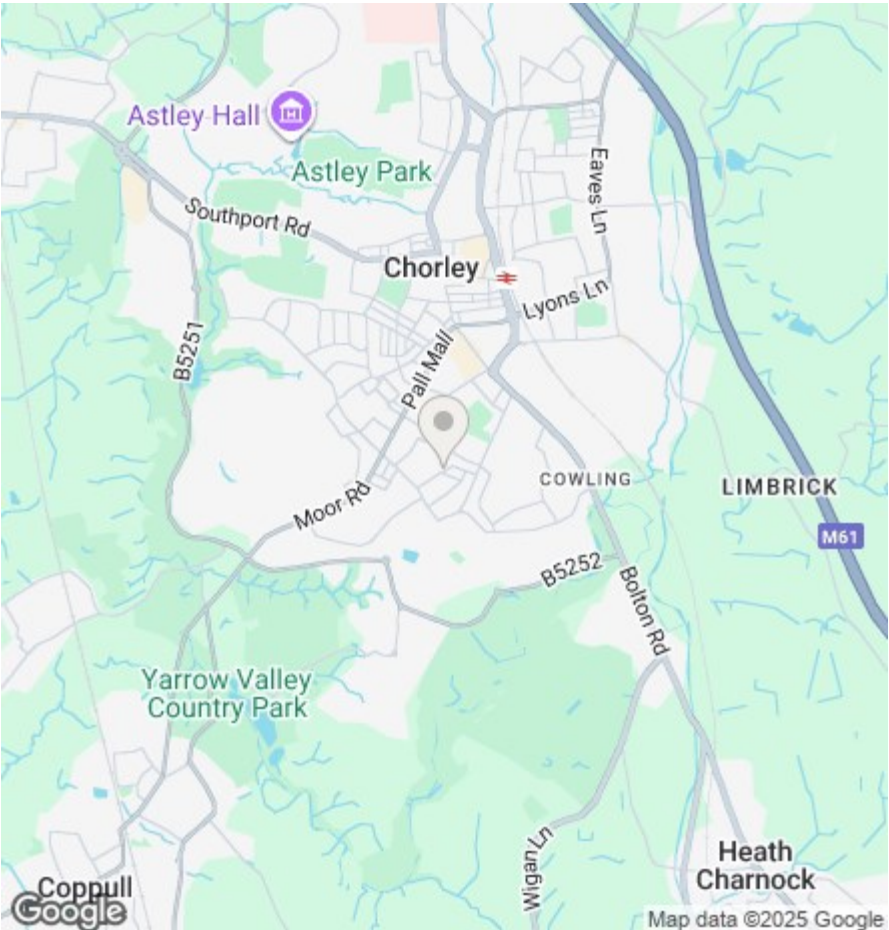 Astley Hall
Astley Park
Southport Rd
Eaves Ln
Chorley
Lyons Ln
B5251
Pall Mall
COWLING
LIMBRICK
Moor Rd
M61
B5252
Bolton Rd
Yarrow Valley
Country Park
Wigan Ln
Heath
Charnock
Coppull
Google
Map data ©2025 Google